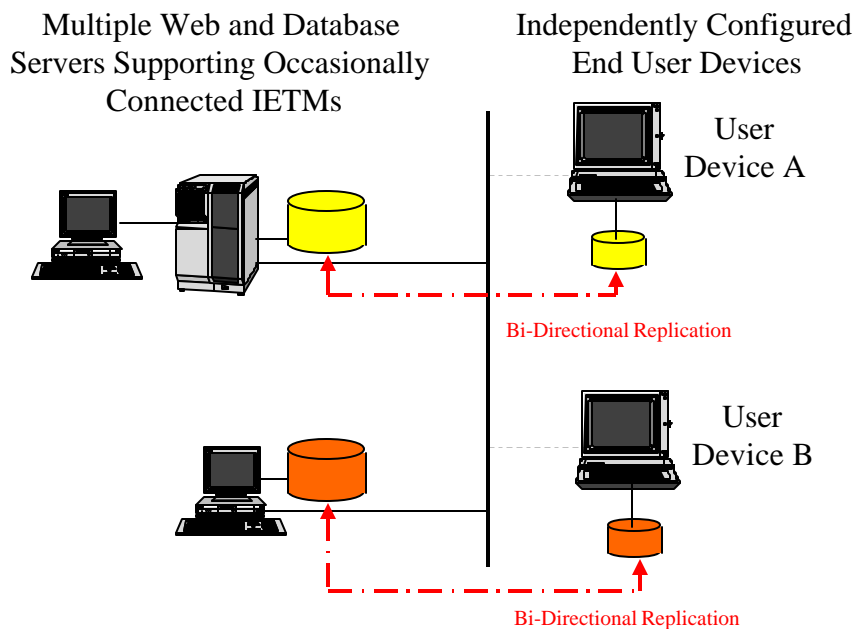 Multiple Web and Database
Servers Supporting Occasionally
Connected IETMs
Independently Configured
End User Devices
User
Device A
Bi-Directional Replication
User
Device B
Bi-Directional Replication